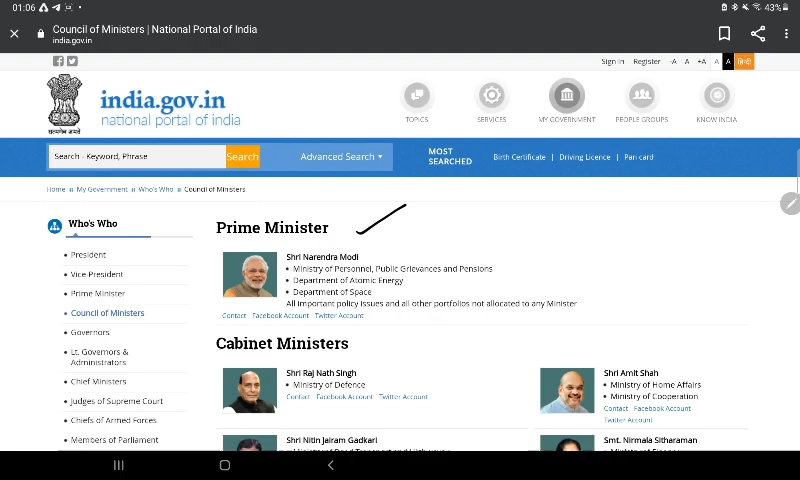 01:06
43%
Council of Ministers | National Portal of India
india.gov.in
Sign In Register -A A +A A A हिन्दी
सत्यमेव जयते
india.gov.in
national portal of india
TOPICS SERVICES MY GOVERNMENT PEOPLE GROUPS KNOW INDIA
Search - Keyword, Phrase Search Advanced Search
MOST SEARCHED
Birth Certificate | Driving Licence | Pan card
Home My Government Who's Who Council of Ministers
Who's Who
President
Vice-President
Prime Minister
Council of Ministers
Governors
Lt. Governors &
Administrators
Chief Ministers
Judges of Supreme Court
Chiefs of Armed Forces
Members of Parliament
Prime Minister
Shri Narendra Modi
Ministry of Personnel, Public Grievances and Pensions
Department of Atomic Energy
Department of Space
All important policy issues and all other portfolios not allocated to any Minister
Contact Facebook Account Twitter Account
Cabinet Ministers
Shri Raj Nath Singh
Ministry of Defence
Contact Facebook Account Twitter Account
Shri Amit Shah
Ministry of Home Affairs
Ministry of Cooperation
Contact Facebook Account
Twitter Account
Shri Nitin Jairam Gadkari
Smt. Nirmala Sitharaman